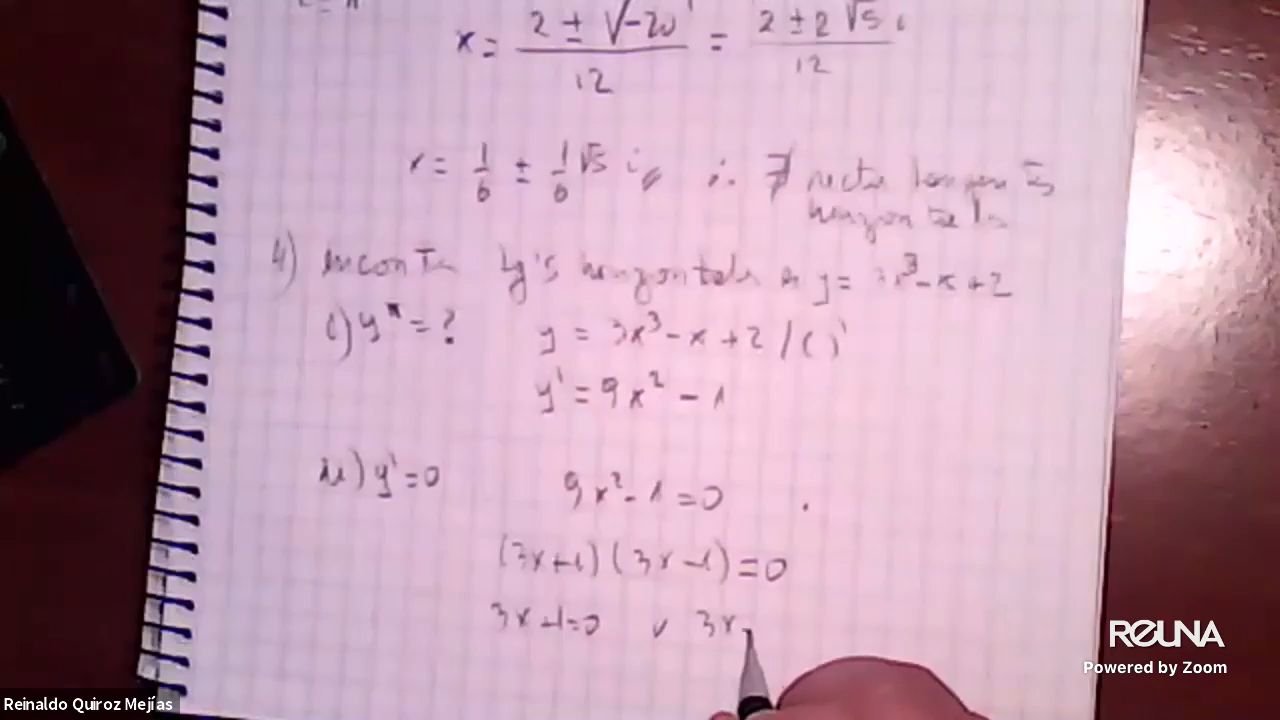 x = 2 ± √-20 / 12 = 2 ± 2√5 i / 12
x = 1/6 ± 1/6 √5 i, ∴ ∄ recta tangente
horizontal
4) encontrar horizontales en y = 3x³ - x + 2
i) y' = ? y = 3x³ - x + 2 / ( )'
y' = 9x² - 1
ii) y' = 0 9x² - 1 = 0
(3x+1)(3x-1) = 0
3x+1=0 v 3x-
REUNA
Powered by Zoom
Reinaldo Quiroz Mejías